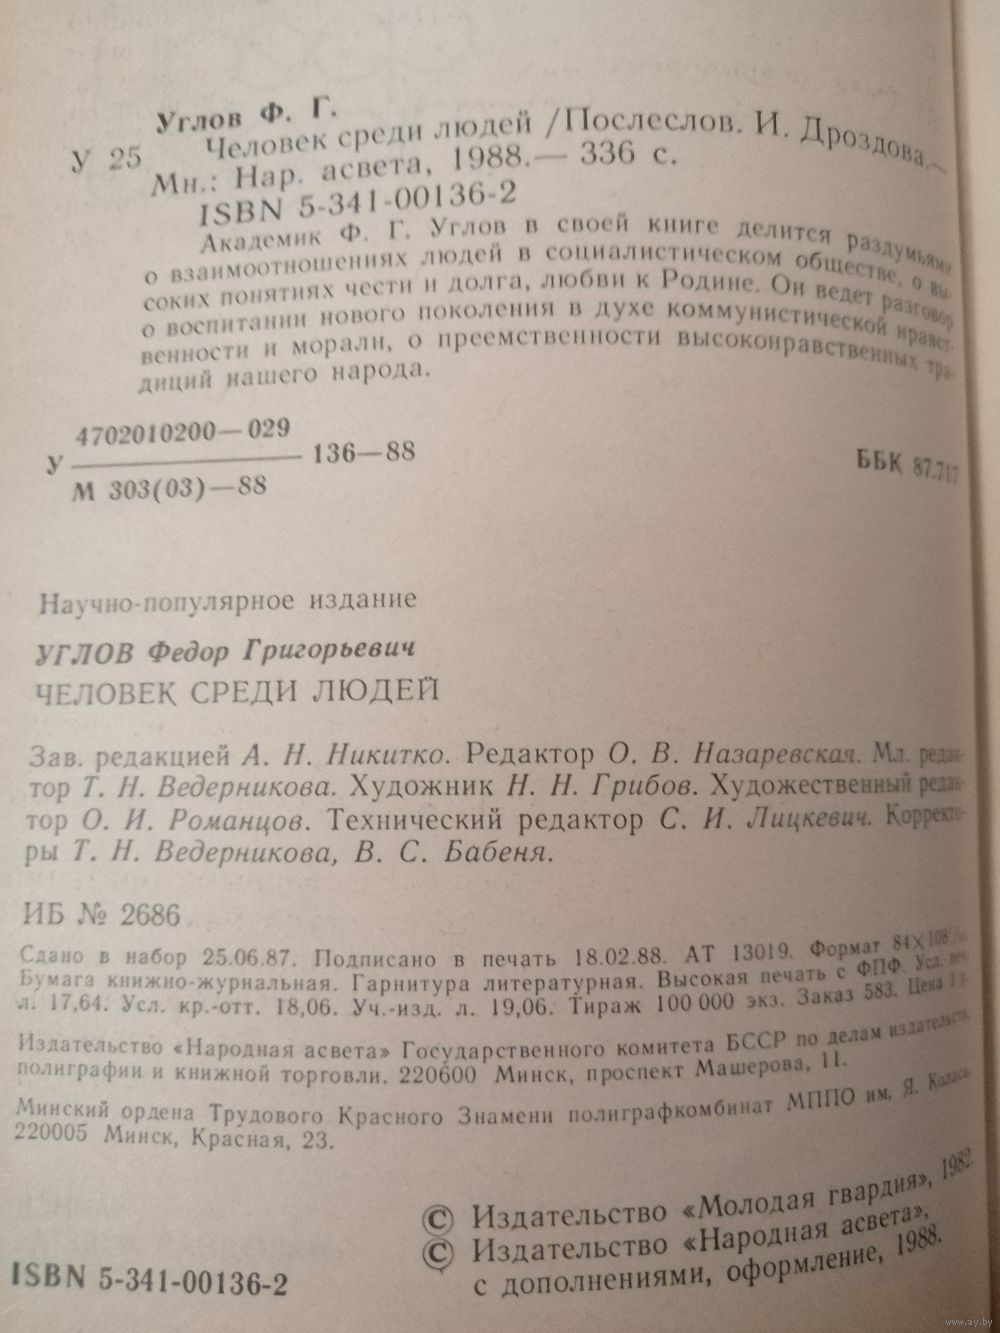 Углов Ф. Г.
У 25 Человек среди людей /Послеслов. И. Дроздова.—
Мн.: Нар. асвета, 1988.— 336 с.
ISBN 5-341-00136-2
Академик Ф. Г. Углов в своей книге делится раздумьями
о взаимоотношениях людей в социалистическом обществе, о вы-
соких понятиях чести и долга, любви к Родине. Он ведет разговор
о воспитании нового поколения в духе коммунистической нравст-
венности и морали, о преемственности высоконравственных тра-
диций нашего народа.
4702010200—029
У 136—88
М 303(03)—88
ББК 87.717
Научно-популярное издание
УГЛОВ Федор Григорьевич
ЧЕЛОВЕК СРЕДИ ЛЮДЕЙ
Зав. редакцией А. Н. Никитко. Редактор О. В. Назаревская. Мл. редак-
тор Т. Н. Ведерникова. Художник Н. Н. Грибов. Художественный редак-
тор О. И. Романцов. Технический редактор С. И. Лицкевич. Корректо-
ры Т. Н. Ведерникова, В. С. Бабеня.
ИБ № 2686
Сдано в набор 25.06.87. Подписано в печать 18.02.88. АТ 13019. Формат 84×108
Бумага книжно-журнальная. Гарнитура литературная. Высокая печать с ФПФ. Усл. печ.
л. 17,64. Усл. кр.-отт. 18,06. Уч.-изд. л. 19,06. Тираж 100 000 экз. Заказ 583. Цена 1 р.
Издательство «Народная асвета» Государственного комитета БССР по делам издательств,
полиграфии и книжной торговли. 220600 Минск, проспект Машерова, 11.
Минский ордена Трудового Красного Знамени полиграфкомбинат МППО им. Я. Коласа.
220005 Минск, Красная, 23.
© Издательство «Молодая гвардия», 1982.
© Издательство «Народная асвета»,
с дополнениями, оформление, 1988.
ISBN 5-341-00136-2
www.ay.by